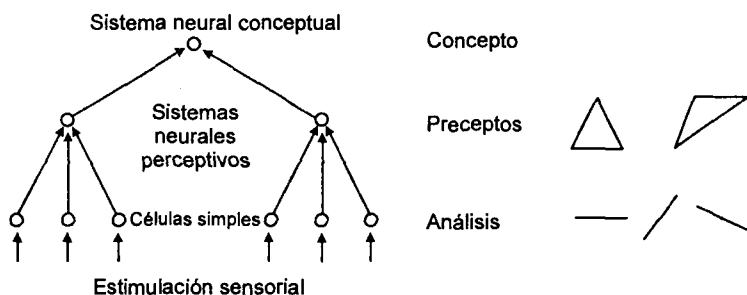 Sistema neural conceptual
Concepto
Sistemas
neurales
perceptivos
Preceptos
Células simples
Análisis
Estimulación sensorial